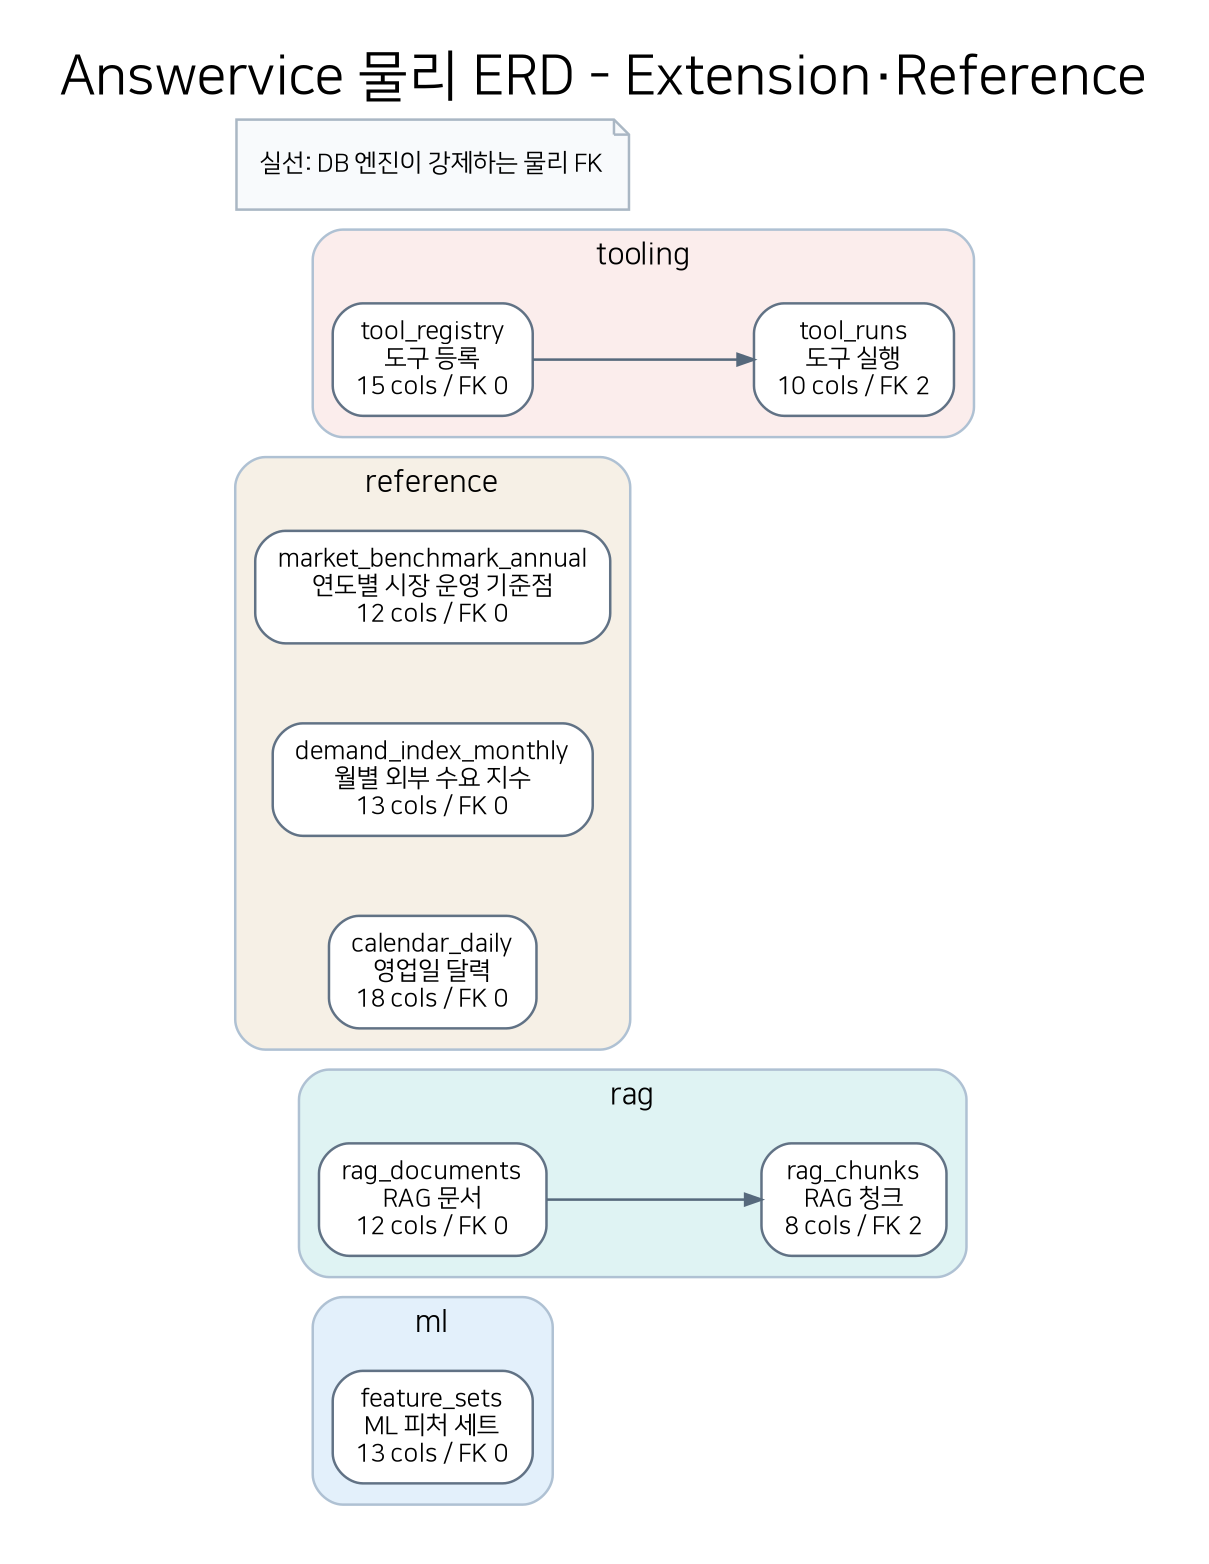 Answervice 물리 ERD - Extension·Reference
실선: DB 엔진이 강제하는 물리 FK
tooling
tool_registry
도구 등록
15 cols / FK 0
tool_runs
도구 실행
10 cols / FK 2
reference
market_benchmark_annual
연도별 시장 운영 기준점
12 cols / FK 0
demand_index_monthly
월별 외부 수요 지수
13 cols / FK 0
calendar_daily
영업일 달력
18 cols / FK 0
rag
rag_documents
RAG 문서
12 cols / FK 0
rag_chunks
RAG 청크
8 cols / FK 2
ml
feature_sets
ML 피처 세트
13 cols / FK 0